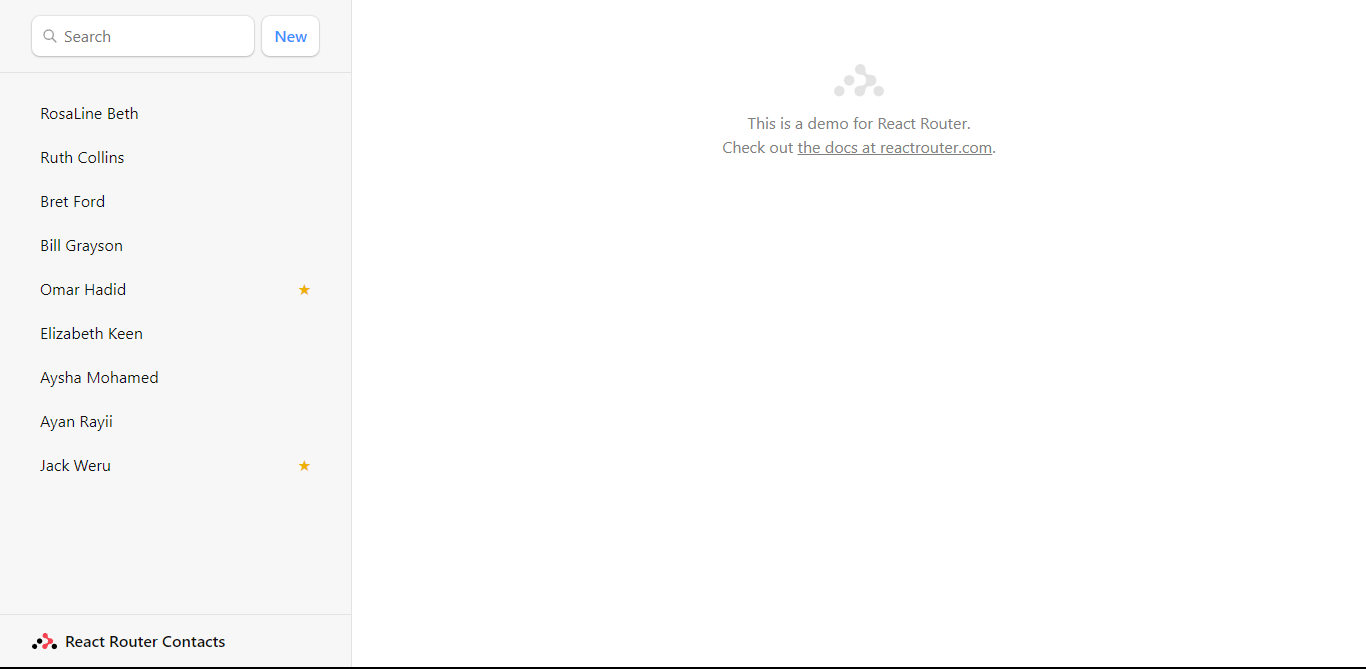 Search
New
RosaLine Beth
Ruth Collins
Bret Ford
Bill Grayson
Omar Hadid ★
Elizabeth Keen
Aysha Mohamed
Ayan Rayii
Jack Weru ★
React Router Contacts
This is a demo for React Router.
Check out the docs at reactrouter.com.